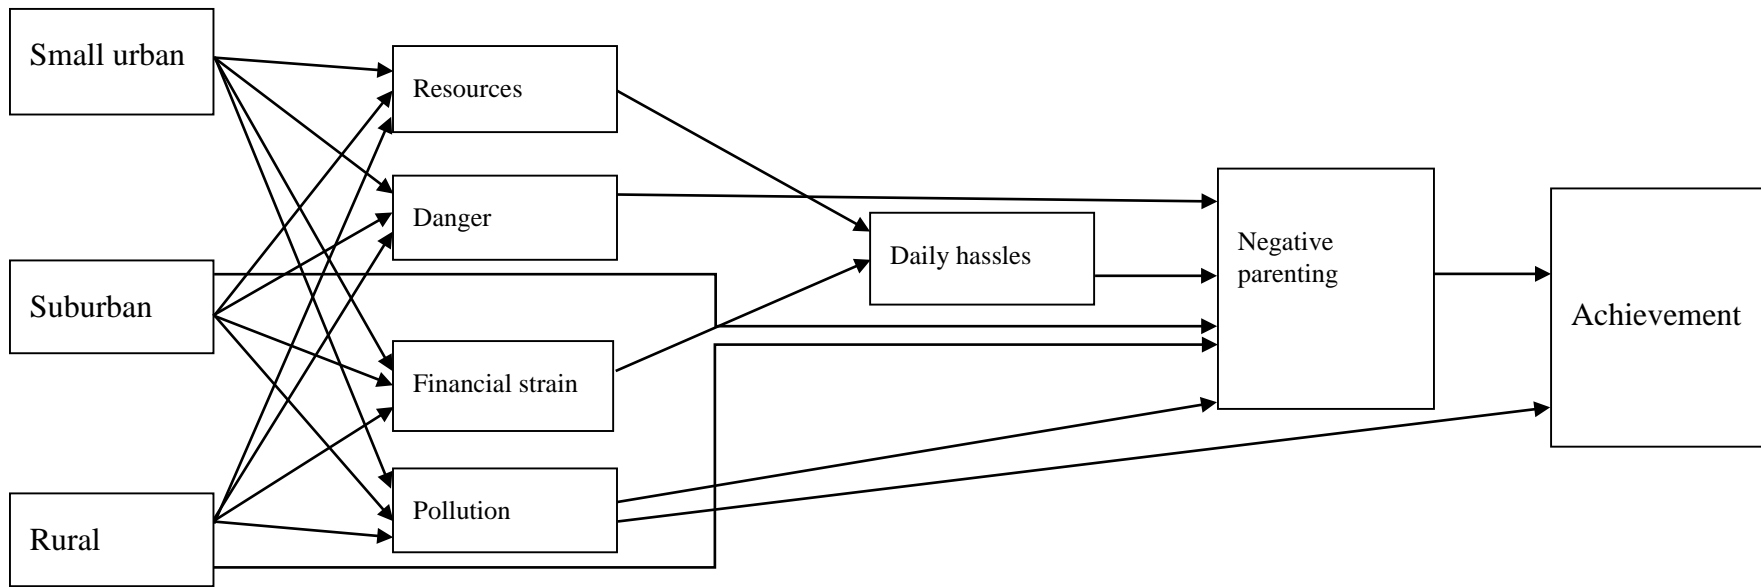 Small urban
Resources
Danger
Suburban
Financial strain
Pollution
Rural
Daily hassles
Negative
parenting
Achievement